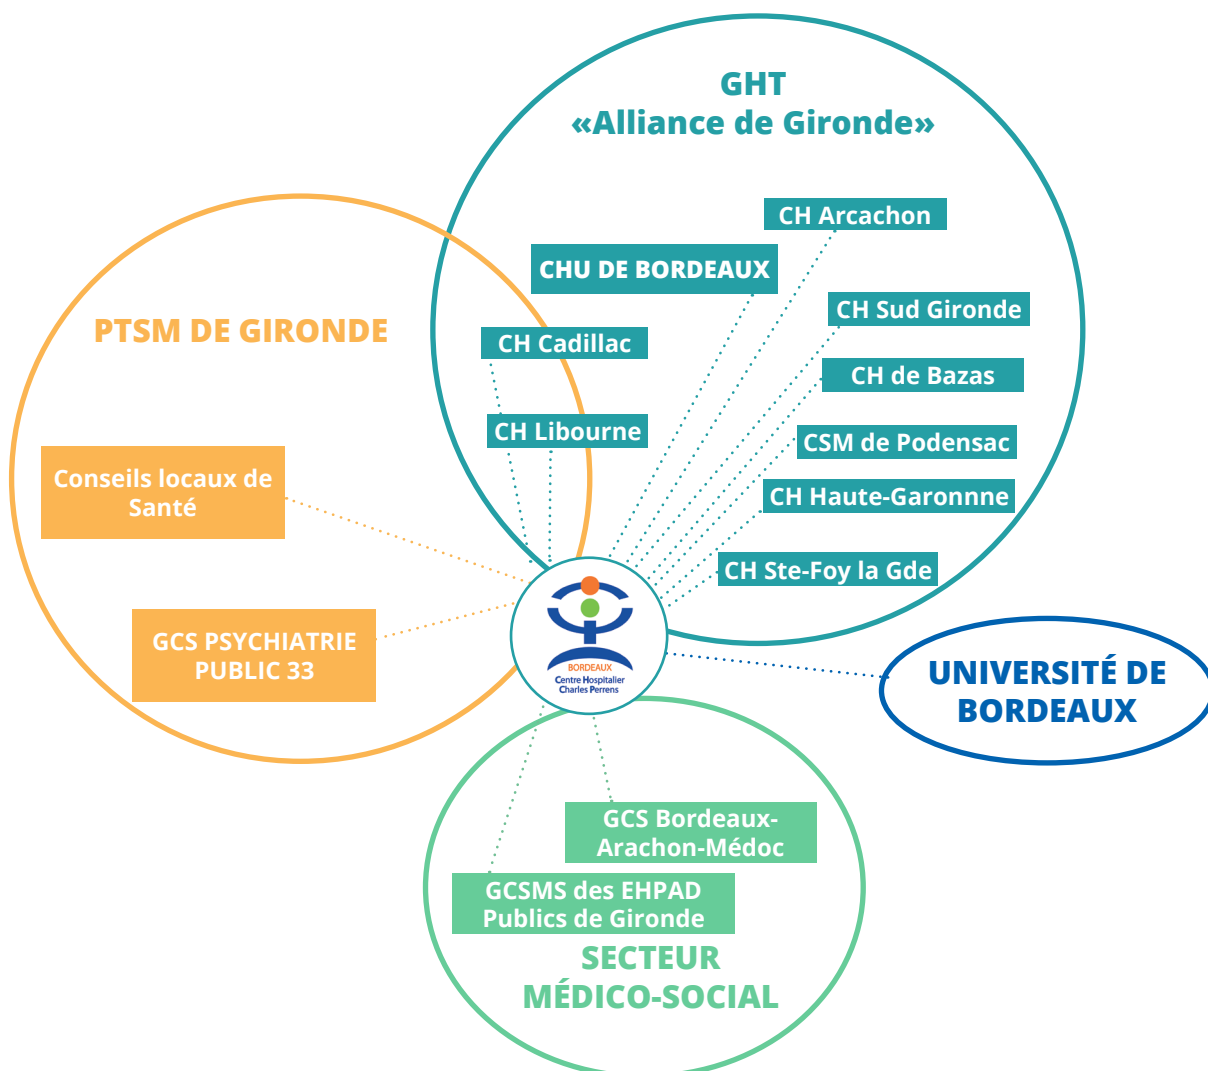 GHT
«Alliance de Gironde»
CH Arcachon
CHU DE BORDEAUX
CH Sud Gironde
PTSM DE GIRONDE
CH Cadillac
CH de Bazas
CH Libourne
CSM de Podensac
Conseils locaux de
Santé
CH Haute-Garonnne
CH Ste-Foy la Gde
GCS PSYCHIATRIE
PUBLIC 33
BORDEAUX
Centre Hospitalier
Charles Perrens
UNIVERSITÉ DE
BORDEAUX
GCS Bordeaux-
Arachon-Médoc
GCSMS des EHPAD
Publics de Gironde
SECTEUR
MÉDICO-SOCIAL